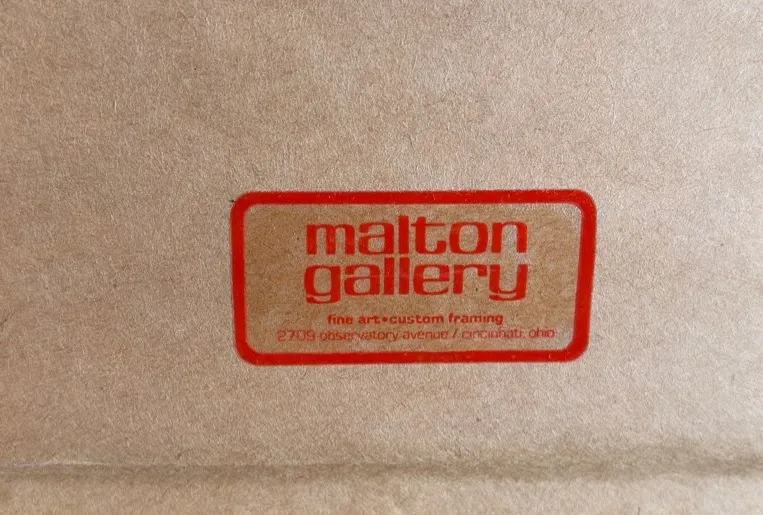 malton
gallery
fine art•custom framing
2709 observatory avenue / cincinnati, ohio